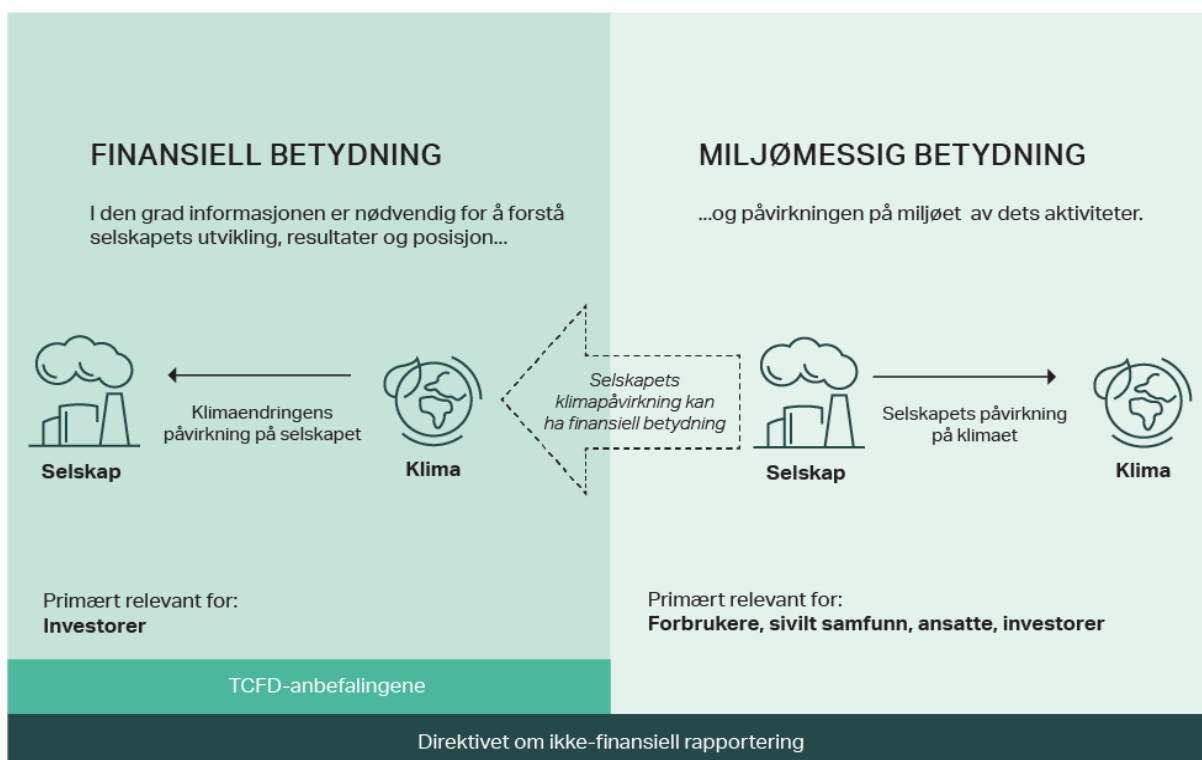 FINANSIELL BETYDNING
I den grad informasjonen er nødvendig for å forstå
selskapets utvikling, resultater og posisjon...
Klimaendringens
påvirkning på selskapet
Selskap
Klima
Primært relevant for:
Investorer
Selskapets
klimapåvirkning kan
ha finansiell betydning
MILJØMESSIG BETYDNING
...og påvirkningen på miljøet av dets aktiviteter.
Selskapets påvirkning
på klimaet
Selskap
Klima
Primært relevant for:
Forbrukere, sivilt samfunn, ansatte, investorer
TCFD-anbefalingene
Direktivet om ikke-finansiell rapportering